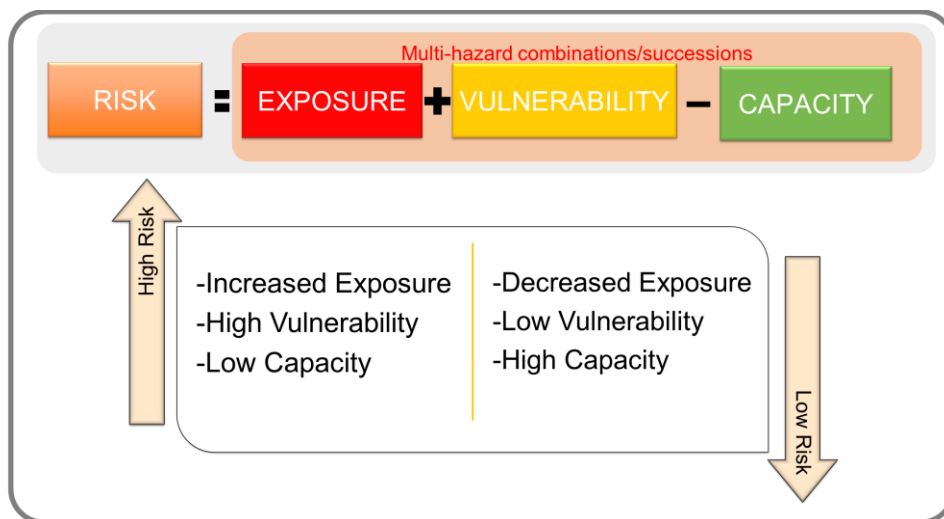 Multi-hazard combinations/successions
RISK = EXPOSURE + VULNERABILITY – CAPACITY
High Risk
-Increased Exposure
-High Vulnerability
-Low Capacity
-Decreased Exposure
-Low Vulnerability
-High Capacity
Low Risk